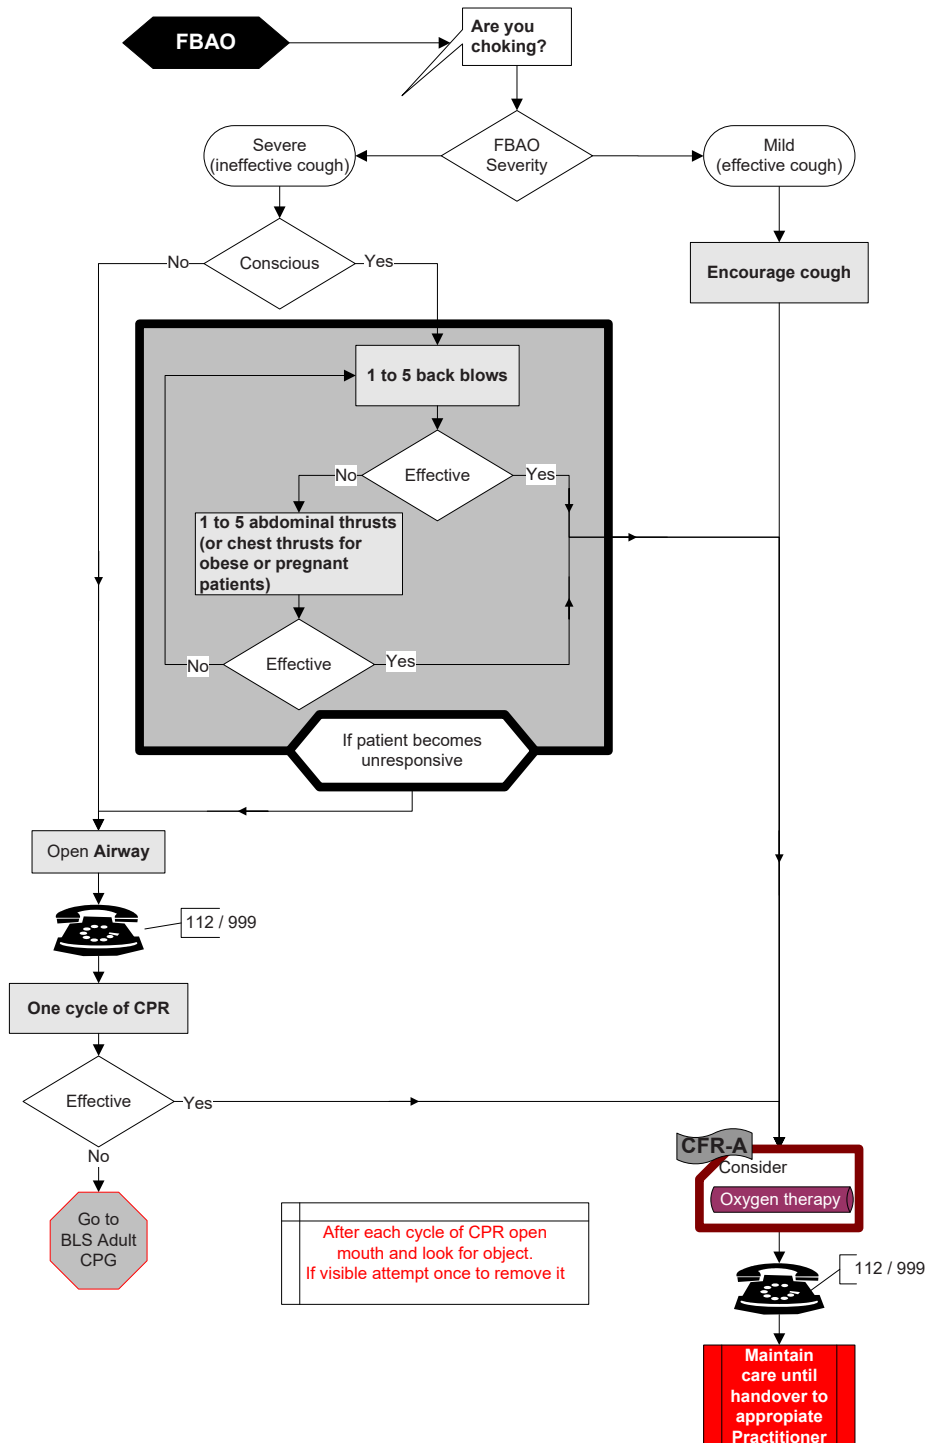 FBAO
Are you
choking?
Severe
(ineffective cough)
FBAO
Severity
Mild
(effective cough)
No
Conscious
Yes
Encourage cough
1 to 5 back blows
No
Effective
Yes
1 to 5 abdominal thrusts
(or chest thrusts for
obese or pregnant
patients)
No
Effective
Yes
If patient becomes
unresponsive
Open Airway
112 / 999
One cycle of CPR
Effective
Yes
No
Go to
BLS Adult
CPG
After each cycle of CPR open
mouth and look for object.
If visible attempt once to remove it
CFR-A
Consider
Oxygen therapy
112 / 999
Maintain
care until
handover to
appropiate
Practitioner